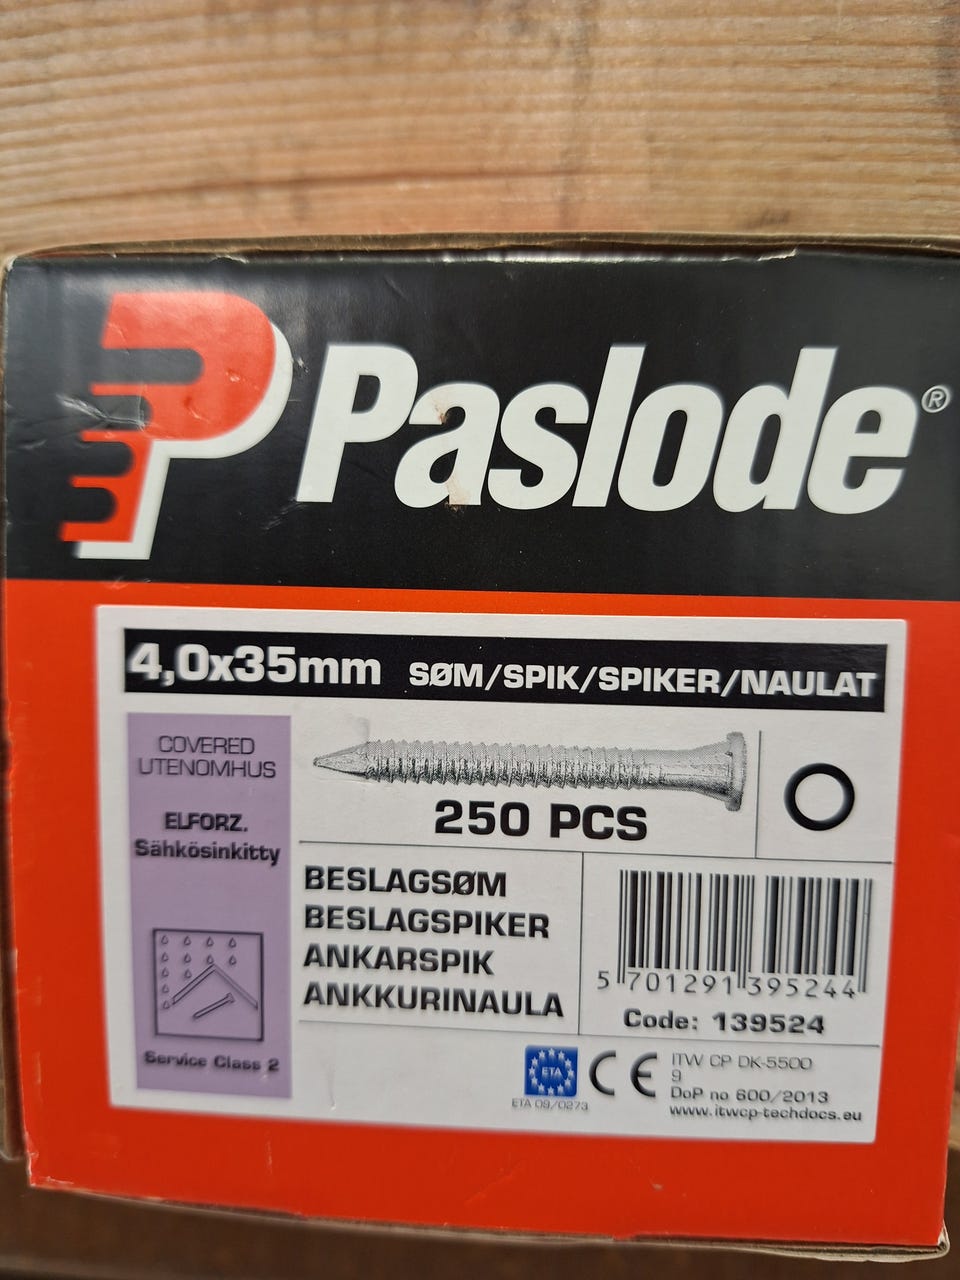 Paslode®
4,0x35mm SØM/SPIK/SPIKER/NAULAT
COVERED
UTENOMHUS
ELFORZ.
Sähkösinkitty
Service Class 2
250 PCS
BESLAGSØM
BESLAGSPIKER
ANKARSPIK
ANKKURINAULA
5 701291 395244
Code: 139524
ETA
ETA 09/0273
CE
ITW CP DK-5500
9
DoP no 600/2013
www.itwcp-techdocs.eu